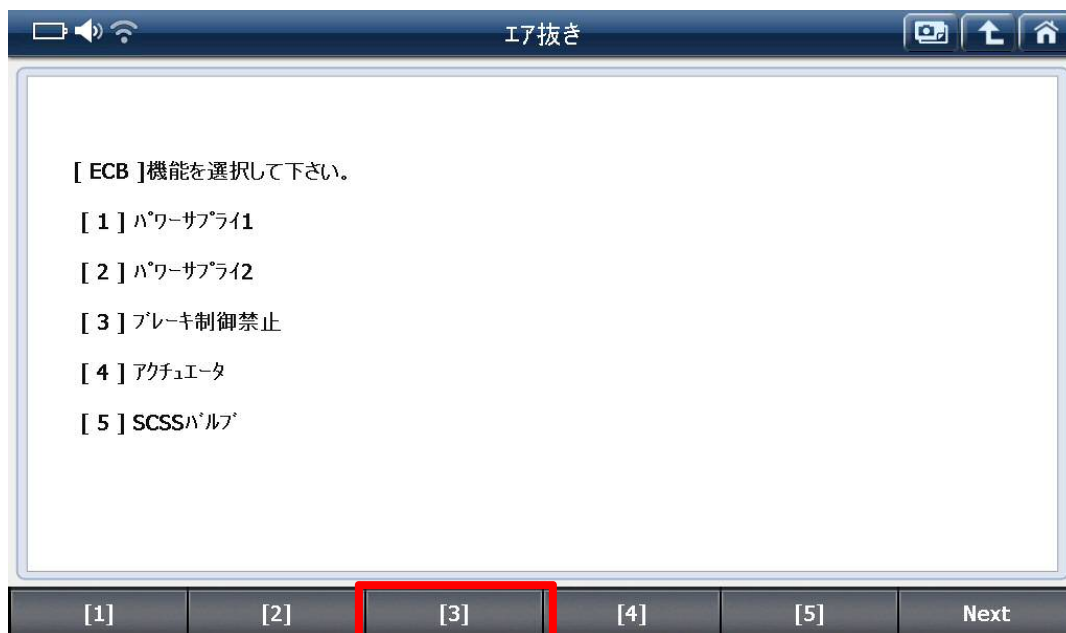 エア抜き
[ ECB ]機能を選択して下さい。
[ 1 ] ﾊﾟﾜｰｻﾌﾟﾗｲ1
[ 2 ] ﾊﾟﾜｰｻﾌﾟﾗｲ2
[ 3 ] ﾌﾞﾚｰｷ制御禁止
[ 4 ] ｱｸﾁｭｴｰﾀ
[ 5 ] SCSSﾊﾞﾙﾌﾞ
[1] [2] [3] [4] [5] Next